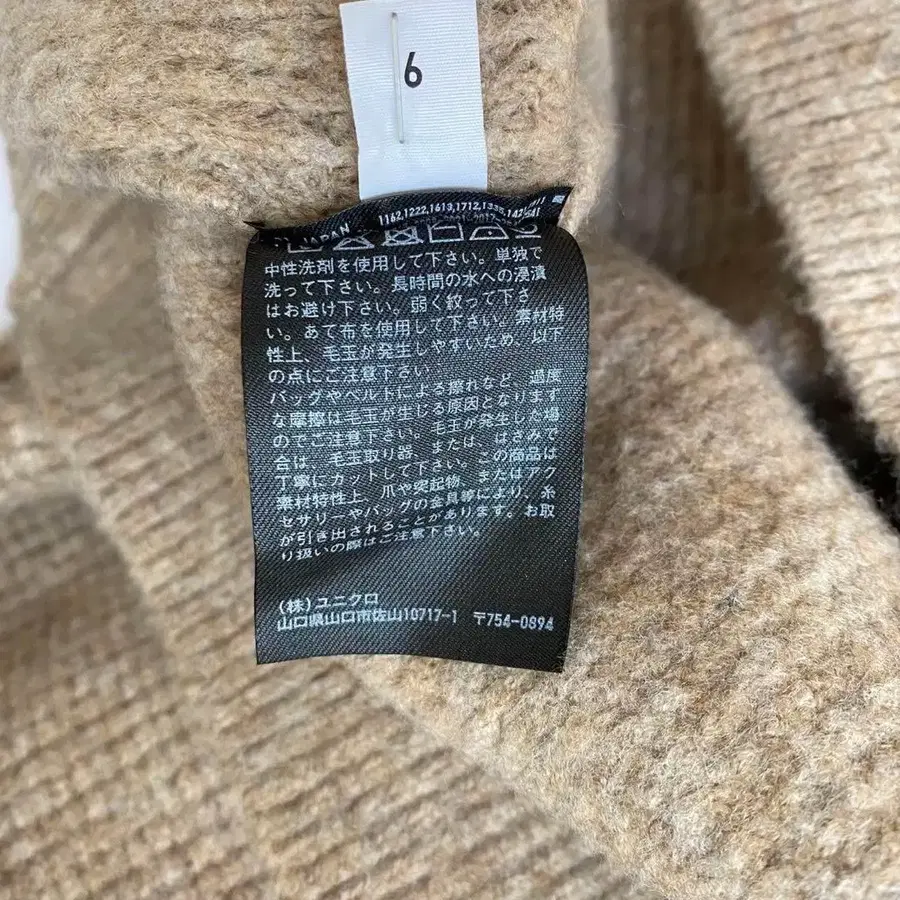 6
JAPAN 1162,1222,1613,1712,1335,142
中性洗剤を使用して下さい。単独で
洗って下さい。長時間の水への浸漬
はお避け下さい。弱く絞って下さ
い。あて布を使用して下さい。素材特
性上、毛玉が発生しやすいため、以下
の点にご注意下さい
バッグやベルトによる擦れなど、過度
な摩擦は毛玉が生じる原因となります
のでご注意下さい。毛玉が発生した場
合は、毛玉取り器、または、はさみで
丁寧にカットして下さい。この商品は
素材特性上、爪や突起物、またはアク
セサリーやバッグの金具等により、糸
が引き出されることがあります。お取
り扱いの際はご注意下さい。
(株)ユニクロ
山口県山口市佐山10717-1 〒754-0894